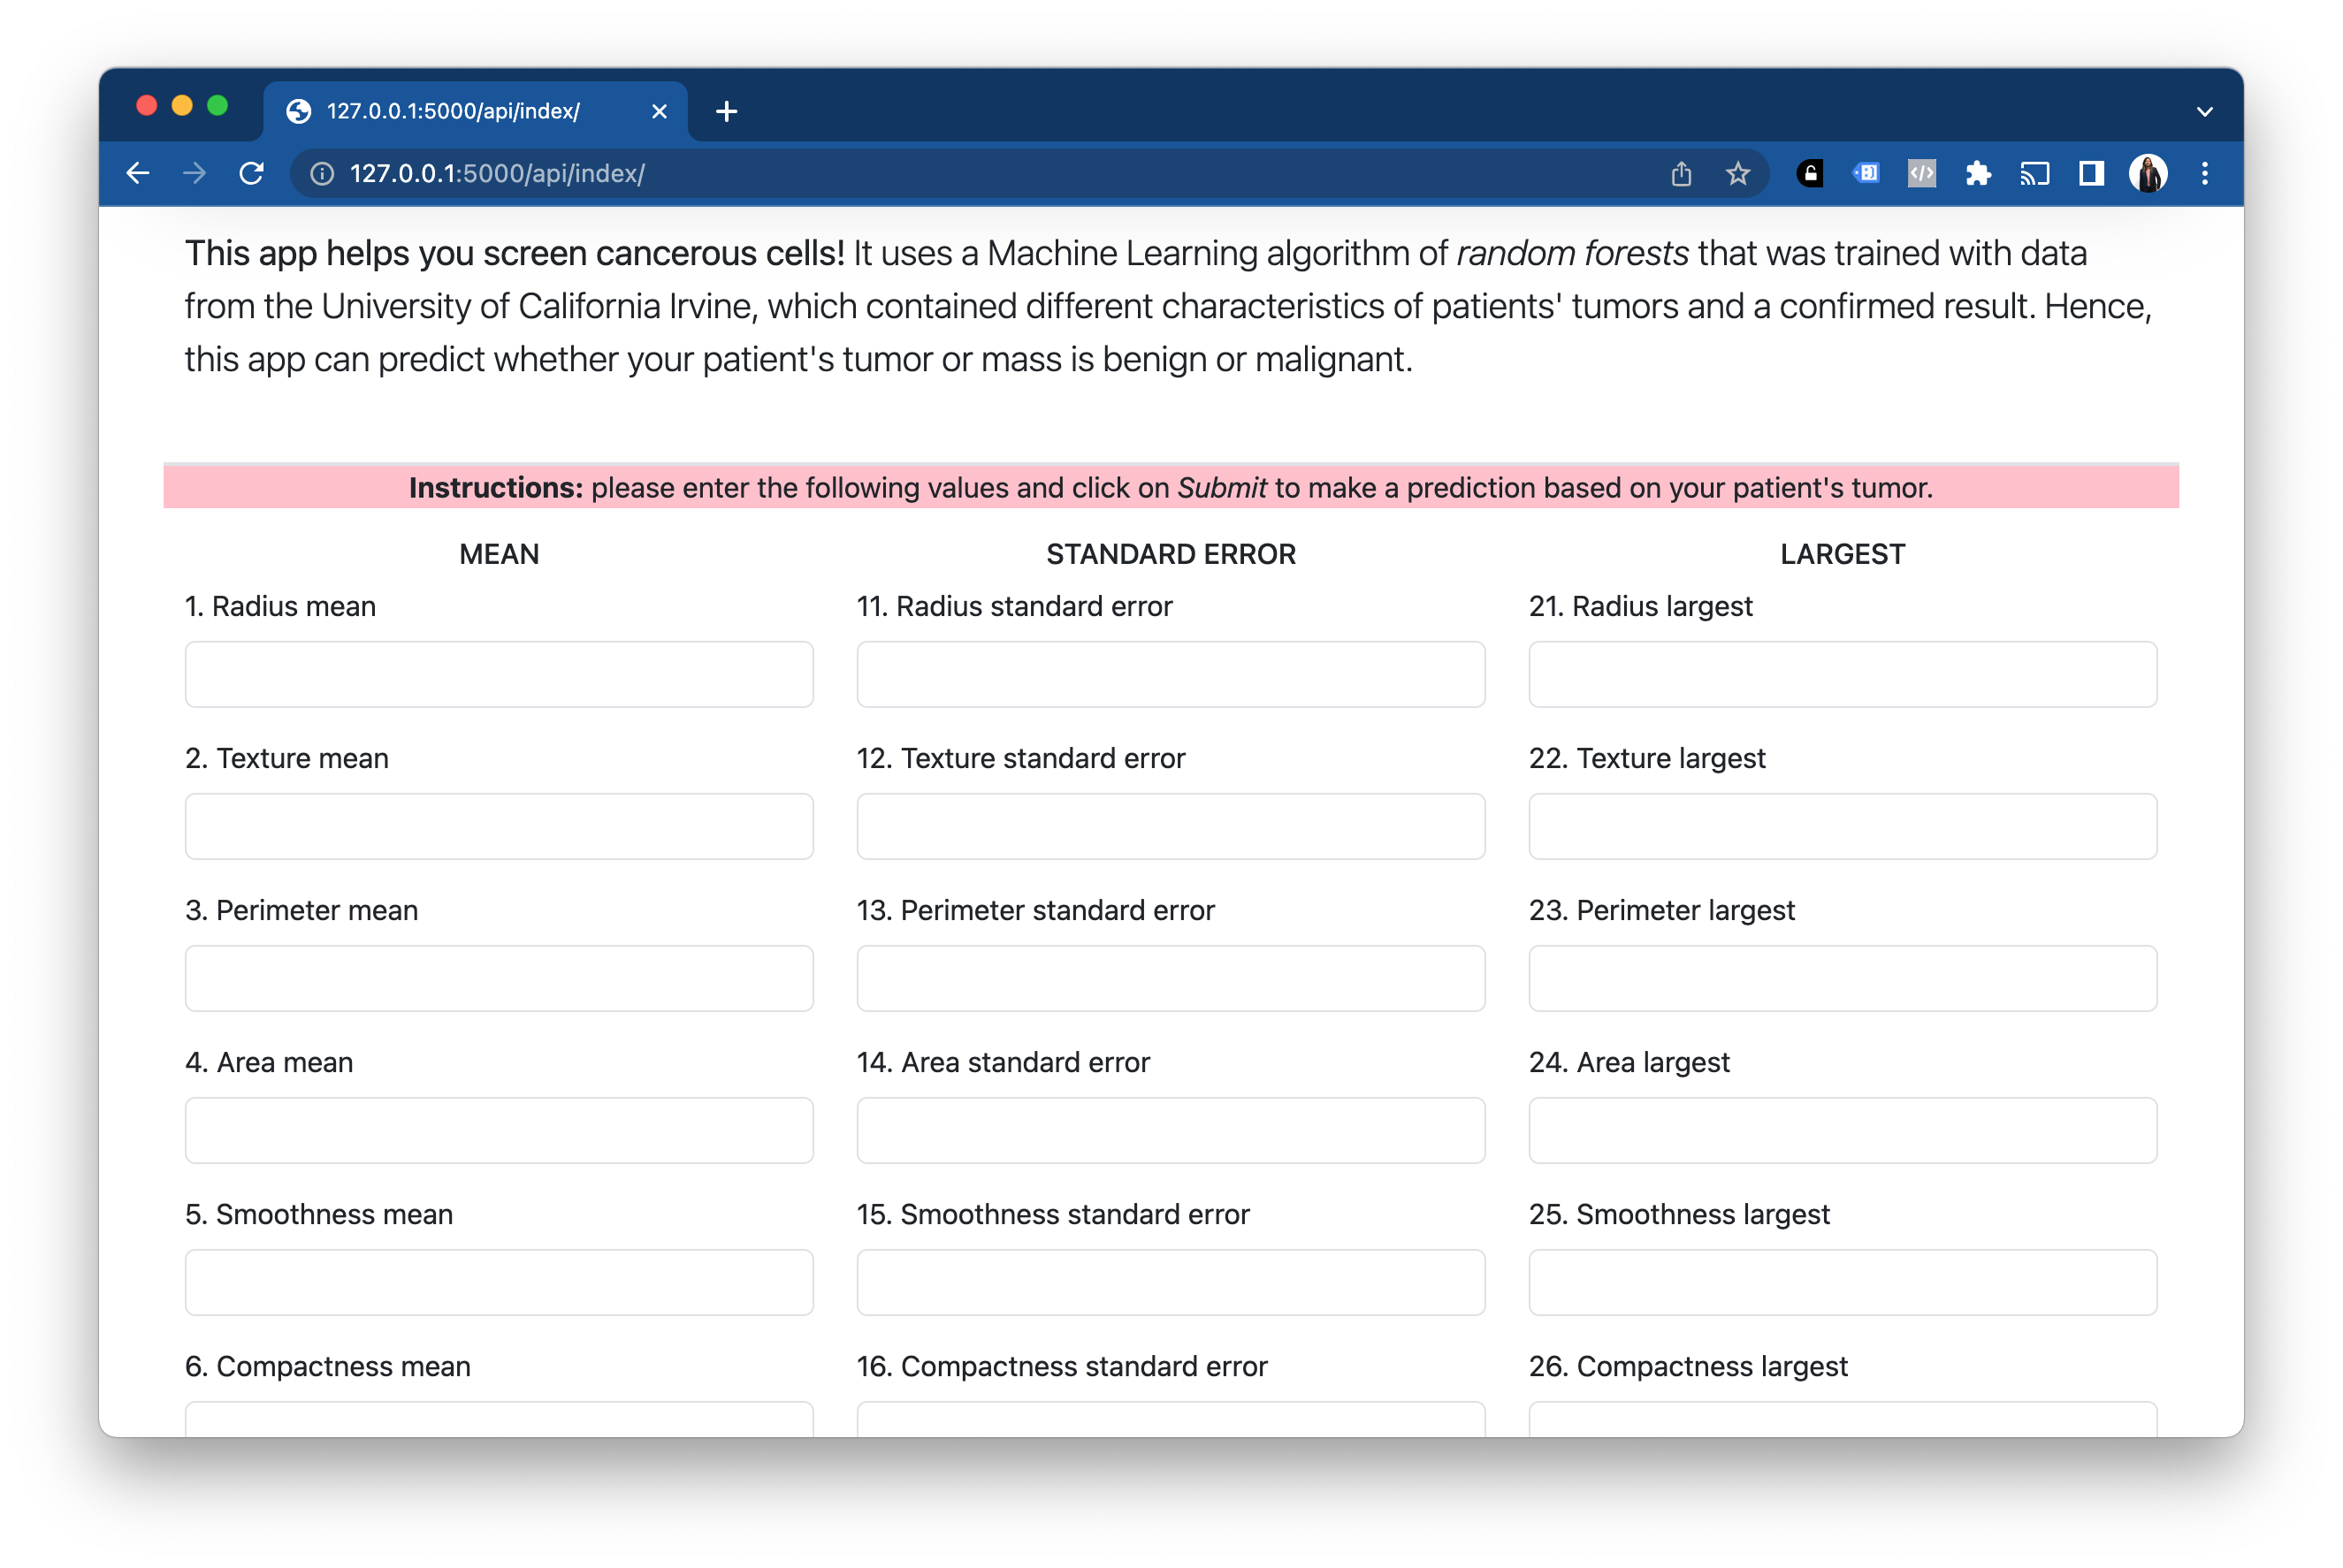 127.0.0.1:5000/api/index/
127.0.0.1:5000/api/index/
This app helps you screen cancerous cells! It uses a Machine Learning algorithm of random forests that was trained with data
from the University of California Irvine, which contained different characteristics of patients' tumors and a confirmed result. Hence,
this app can predict whether your patient's tumor or mass is benign or malignant.
Instructions: please enter the following values and click on Submit to make a prediction based on your patient's tumor.
MEAN
1. Radius mean
2. Texture mean
3. Perimeter mean
4. Area mean
5. Smoothness mean
6. Compactness mean
STANDARD ERROR
11. Radius standard error
12. Texture standard error
13. Perimeter standard error
14. Area standard error
15. Smoothness standard error
16. Compactness standard error
LARGEST
21. Radius largest
22. Texture largest
23. Perimeter largest
24. Area largest
25. Smoothness largest
26. Compactness largest